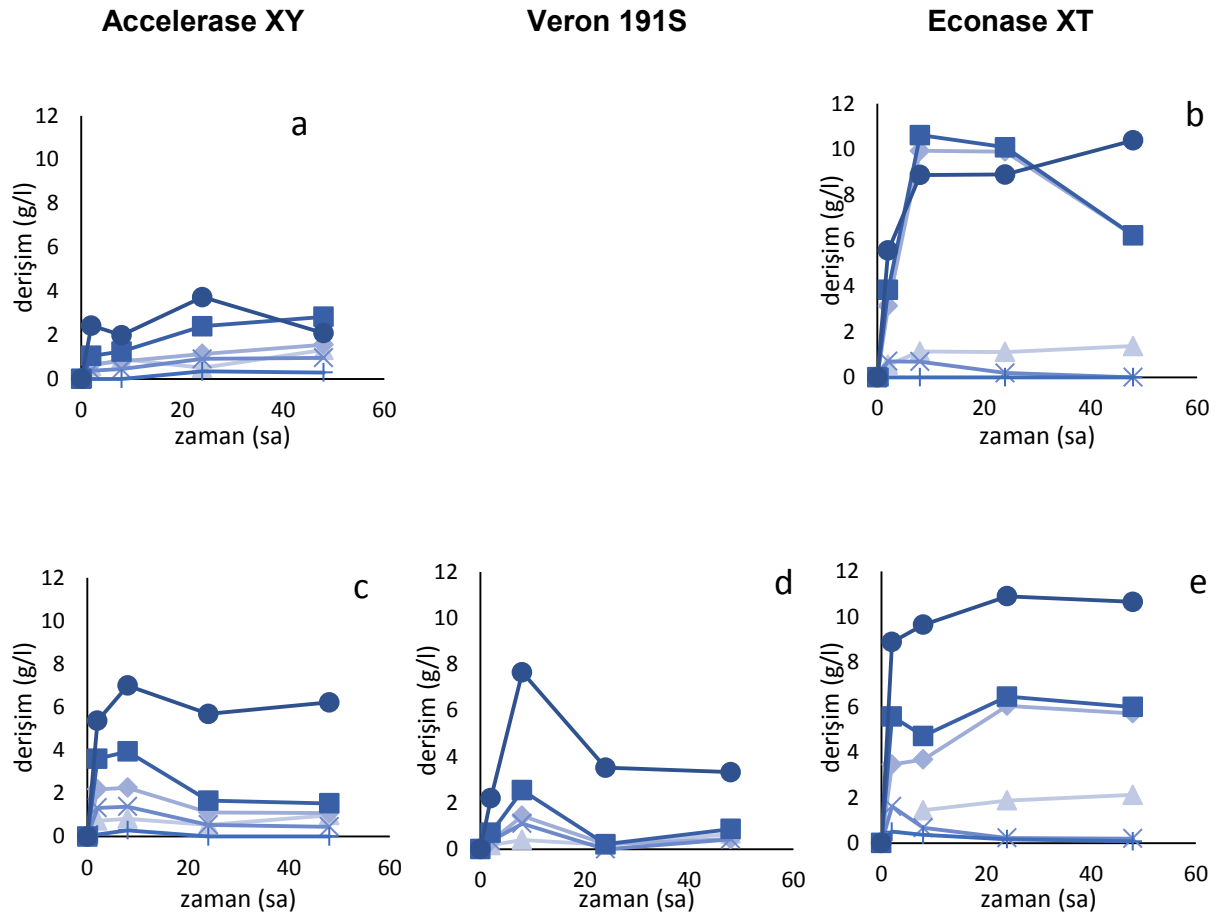 Accelerase XY
Veron 191S
Econase XT
a
12
10
8
6
4
2
0
derişim (g/l)
0 20 40 60
zaman (sa)
b
12
10
8
6
4
2
0
derişim (g/l)
0 20 40 60
zaman (sa)
c
12
10
8
6
4
2
0
derişim (g/l)
0 20 40 60
zaman (sa)
d
12
10
8
6
4
2
0
derişim (g/l)
0 20 40 60
zaman (sa)
e
12
10
8
6
4
2
0
derişim (g/l)
0 20 40 60
zaman (sa)